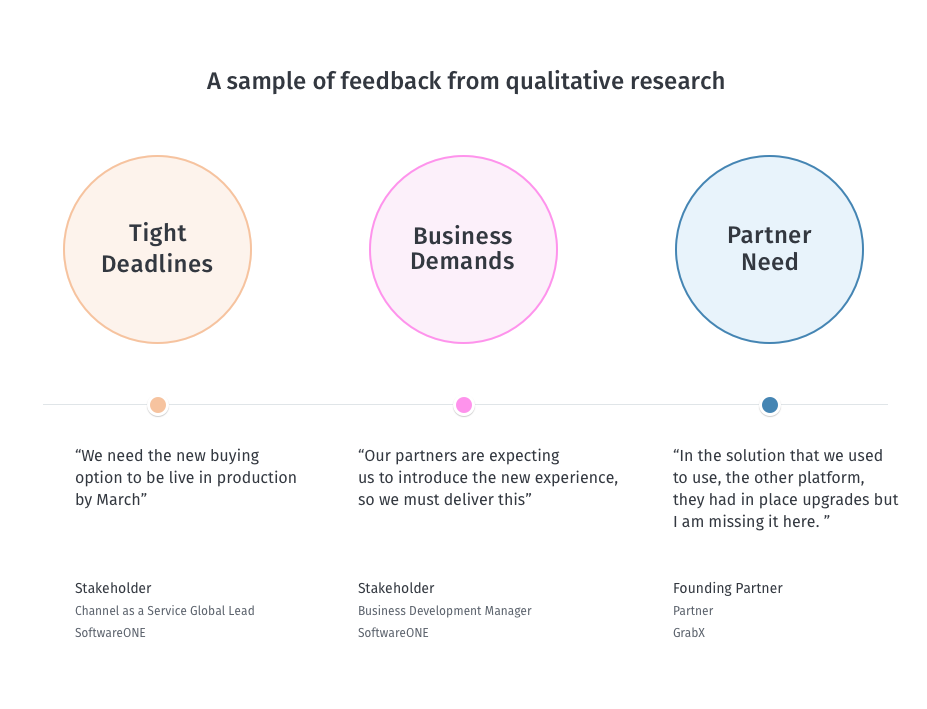 A sample of feedback from qualitative research
Tight
Deadlines
Business
Demands
Partner
Need
“We need the new buying
option to be live in production
by March”
“Our partners are expecting
us to introduce the new experience,
so we must deliver this”
“In the solution that we used
to use, the other platform,
they had in place upgrades but
I am missing it here. ”
Stakeholder
Channel as a Service Global Lead
SoftwareONE
Stakeholder
Business Development Manager
SoftwareONE
Founding Partner
Partner
GrabX